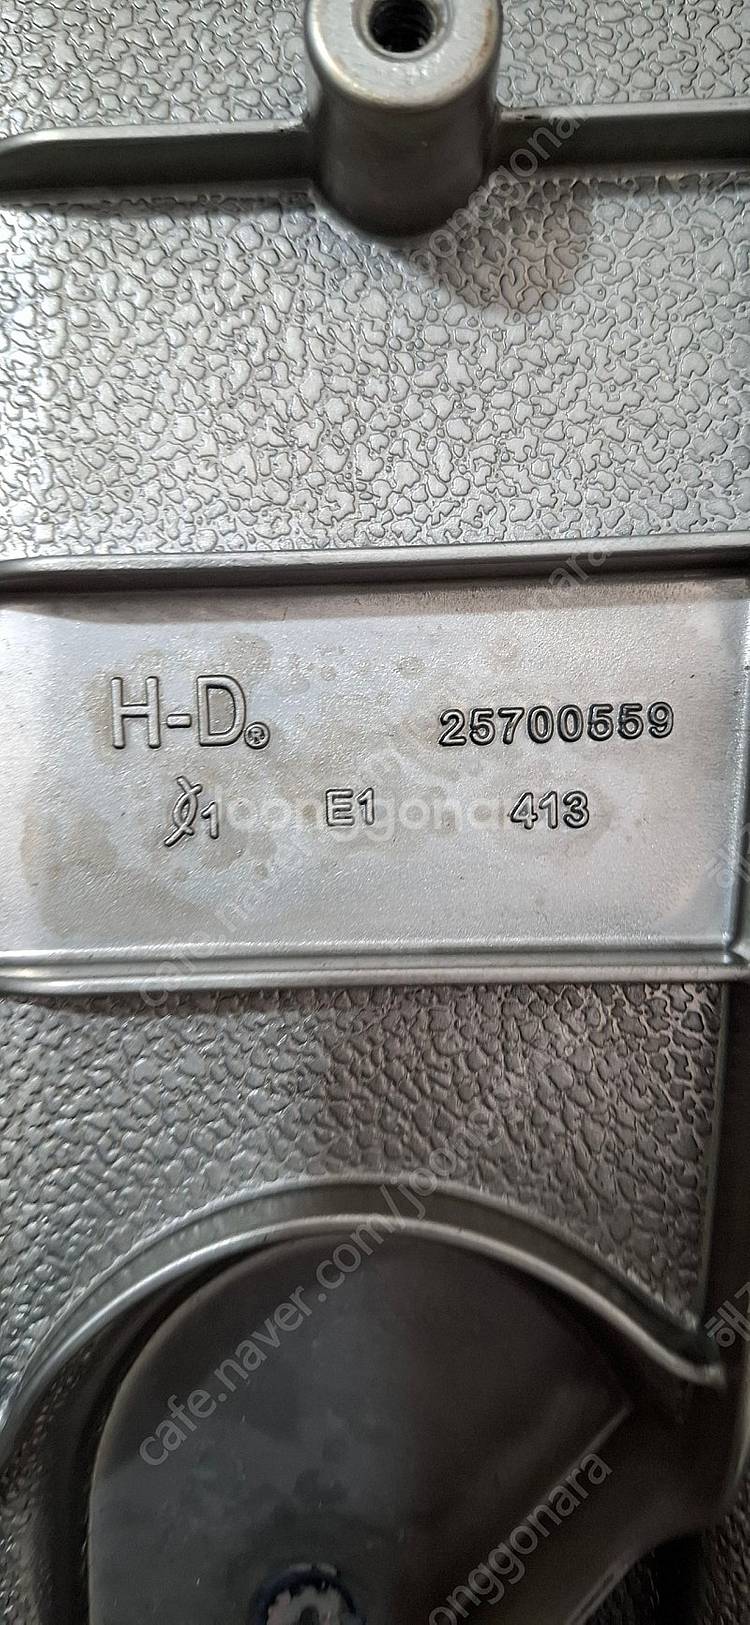 H-D® 25700559
1 E1 413
Joonggonara
cafe.naver.com/joonggonara